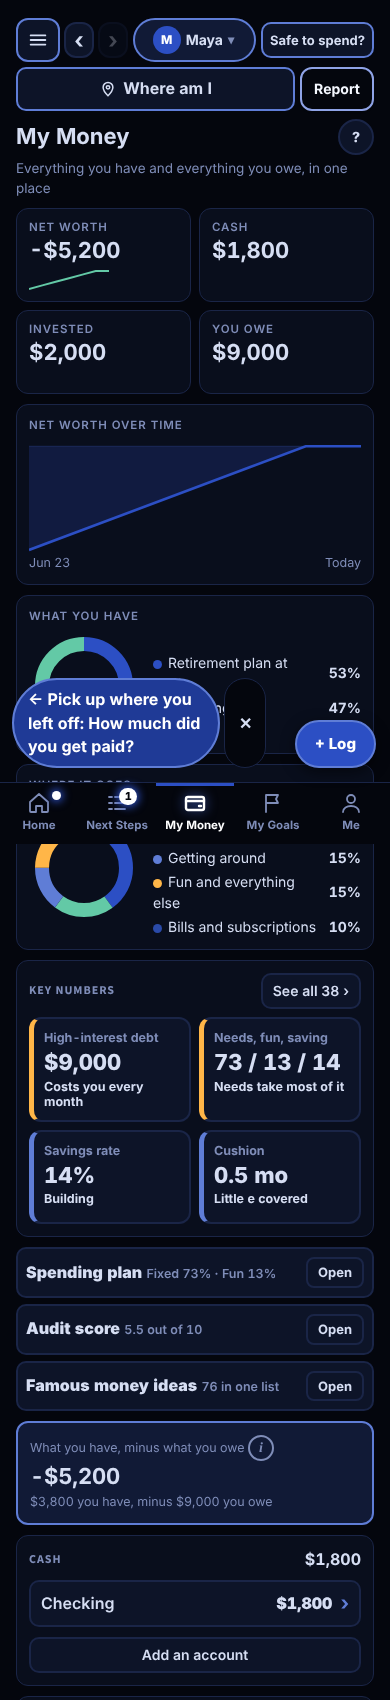 M Maya ▾
Safe to spend?
Where am I
Report
My Money
?
Everything you have and everything you owe, in one
place
NET WORTH
-$5,200
CASH
$1,800
INVESTED
$2,000
YOU OWE
$9,000
NET WORTH OVER TIME
Jun 23
Today
WHAT YOU HAVE
Retirement plan at
53%
47%
← Pick up where you
left off: How much did
you get paid?
×
+ Log
Home
1
Next Steps
My Money
My Goals
Me
Getting around 15%
Fun and everything
else
15%
Bills and subscriptions 10%
KEY NUMBERS
See all 38 ›
High-interest debt
$9,000
Costs you every
month
Needs, fun, saving
73 / 13 / 14
Needs take most of it
Savings rate
14%
Building
Cushion
0.5 mo
Little e covered
Spending plan Fixed 73% · Fun 13% Open
Audit score 5.5 out of 10 Open
Famous money ideas 76 in one list Open
What you have, minus what you owe i
-$5,200
$3,800 you have, minus $9,000 you owe
CASH $1,800
Checking $1,800 ›
Add an account